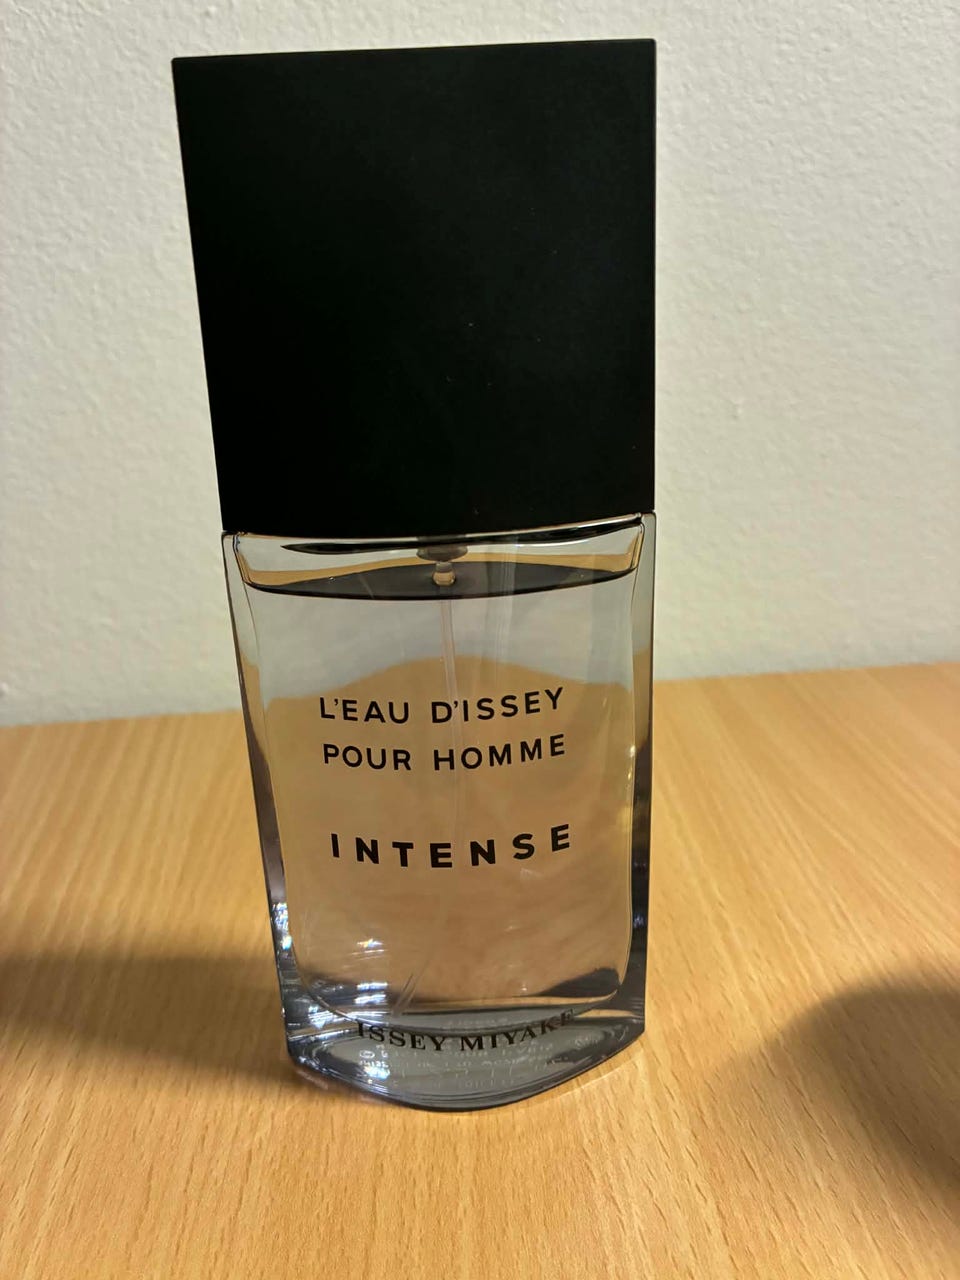 L'EAU D'ISSEY
POUR HOMME
INTENSE
ISSEY MIYAKE